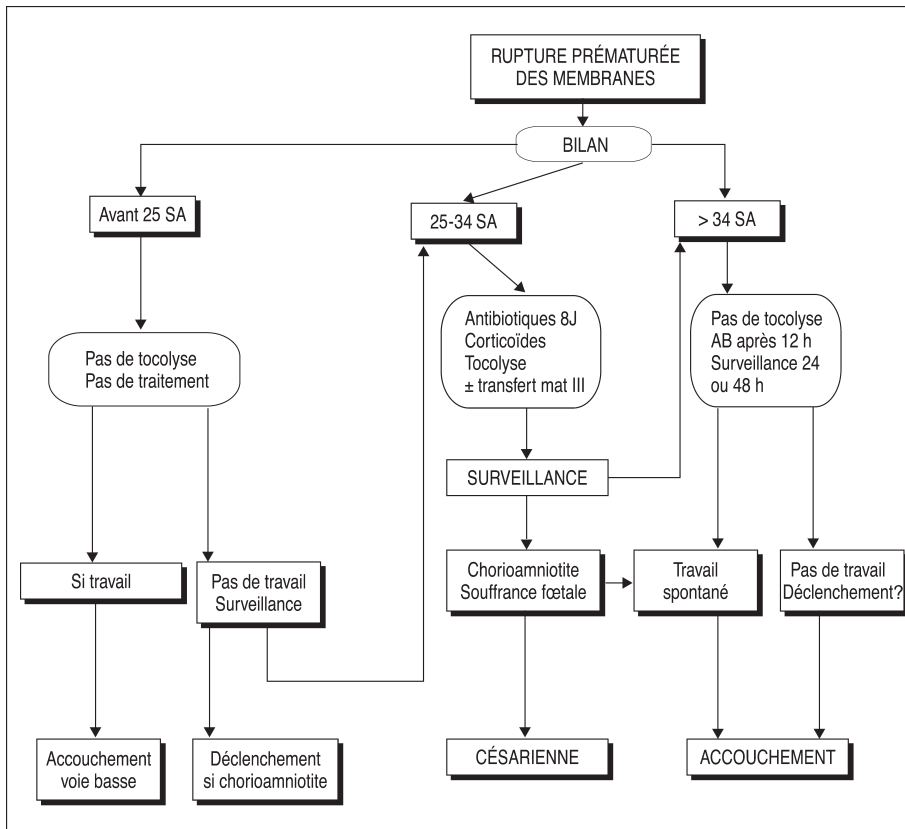 RUPTURE PRÉMATURÉE
DES MEMBRANES
BILAN
Avant 25 SA
25-34 SA
> 34 SA
Pas de tocolyse
Pas de traitement
Antibiotiques 8J
Corticoïdes
Tocolyse
± transfert mat III
Pas de tocolyse
AB après 12 h
Surveillance 24
ou 48 h
SURVEILLANCE
Si travail
Pas de travail
Surveillance
Chorioamniotite
Souffrance fœtale
Travail
spontané
Pas de travail
Déclenchement?
Accouchement
voie basse
Déclenchement
si chorioamniotite
CÉSARIENNE
ACCOUCHEMENT